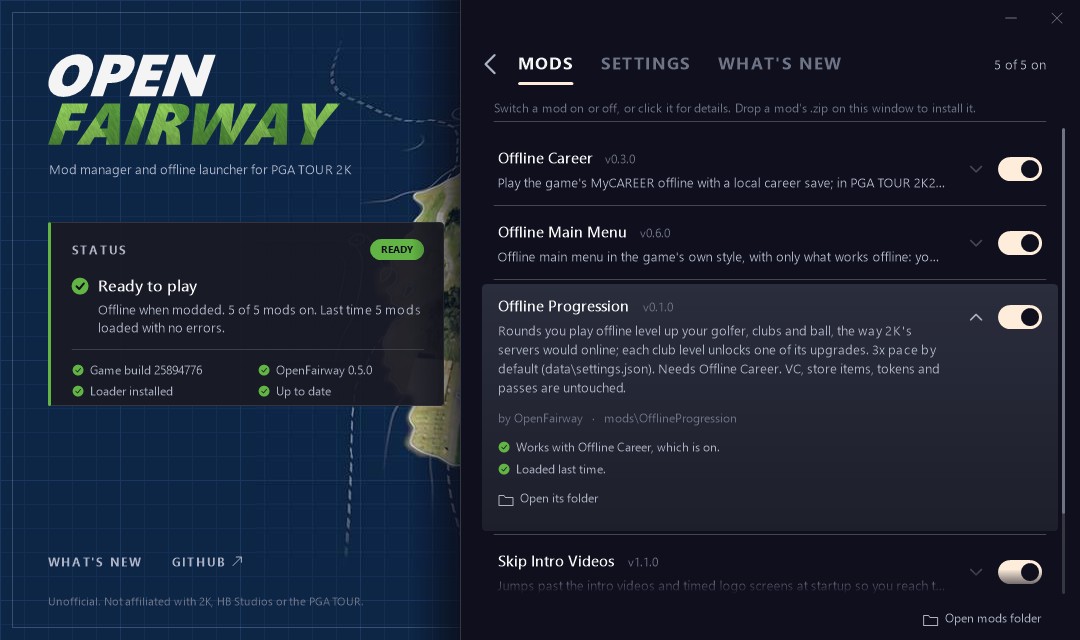 OPEN
FAIRWAY
Mod manager and offline launcher for PGA TOUR 2K
STATUS
READY
Ready to play
Offline when modded. 5 of 5 mods on. Last time 5 mods
loaded with no errors.
Game build 25894776
OpenFairway 0.5.0
Loader installed
Up to date
WHAT'S NEW
GITHUB
Unofficial. Not affiliated with 2K, HB Studios or the PGA TOUR.
MODS
SETTINGS
WHAT'S NEW
5 of 5 on
Switch a mod on or off, or click it for details. Drop a mod's .zip on this window to install it.
Offline Career v0.3.0
Play the game's MyCAREER offline with a local career save; in PGA TOUR 2K2...
Offline Main Menu v0.6.0
Offline main menu in the game's own style, with only what works offline: yo...
Offline Progression v0.1.0
Rounds you play offline level up your golfer, clubs and ball, the way 2K's
servers would online; each club level unlocks one of its upgrades. 3x pace by
default (data\settings.json). Needs Offline Career. VC, store items, tokens and
passes are untouched.
by OpenFairway · mods\OfflineProgression
Works with Offline Career, which is on.
Loaded last time.
Open its folder
Skip Intro Videos v1.1.0
Jumps past the intro videos and timed logo screens at startup so you reach t...
Open mods folder